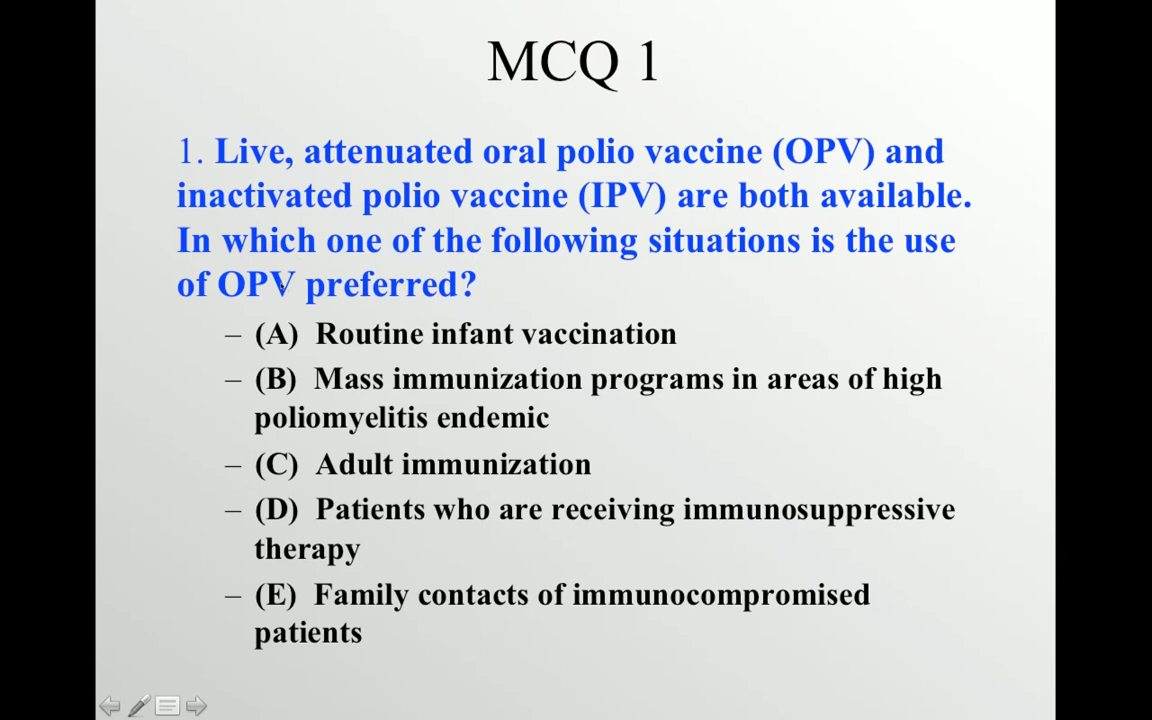 MCQ 1
1. Live, attenuated oral polio vaccine (OPV) and
inactivated polio vaccine (IPV) are both available.
In which one of the following situations is the use
of OPV preferred?
– (A) Routine infant vaccination
– (B) Mass immunization programs in areas of high
poliomyelitis endemic
– (C) Adult immunization
– (D) Patients who are receiving immunosuppressive
therapy
– (E) Family contacts of immunocompromised
patients